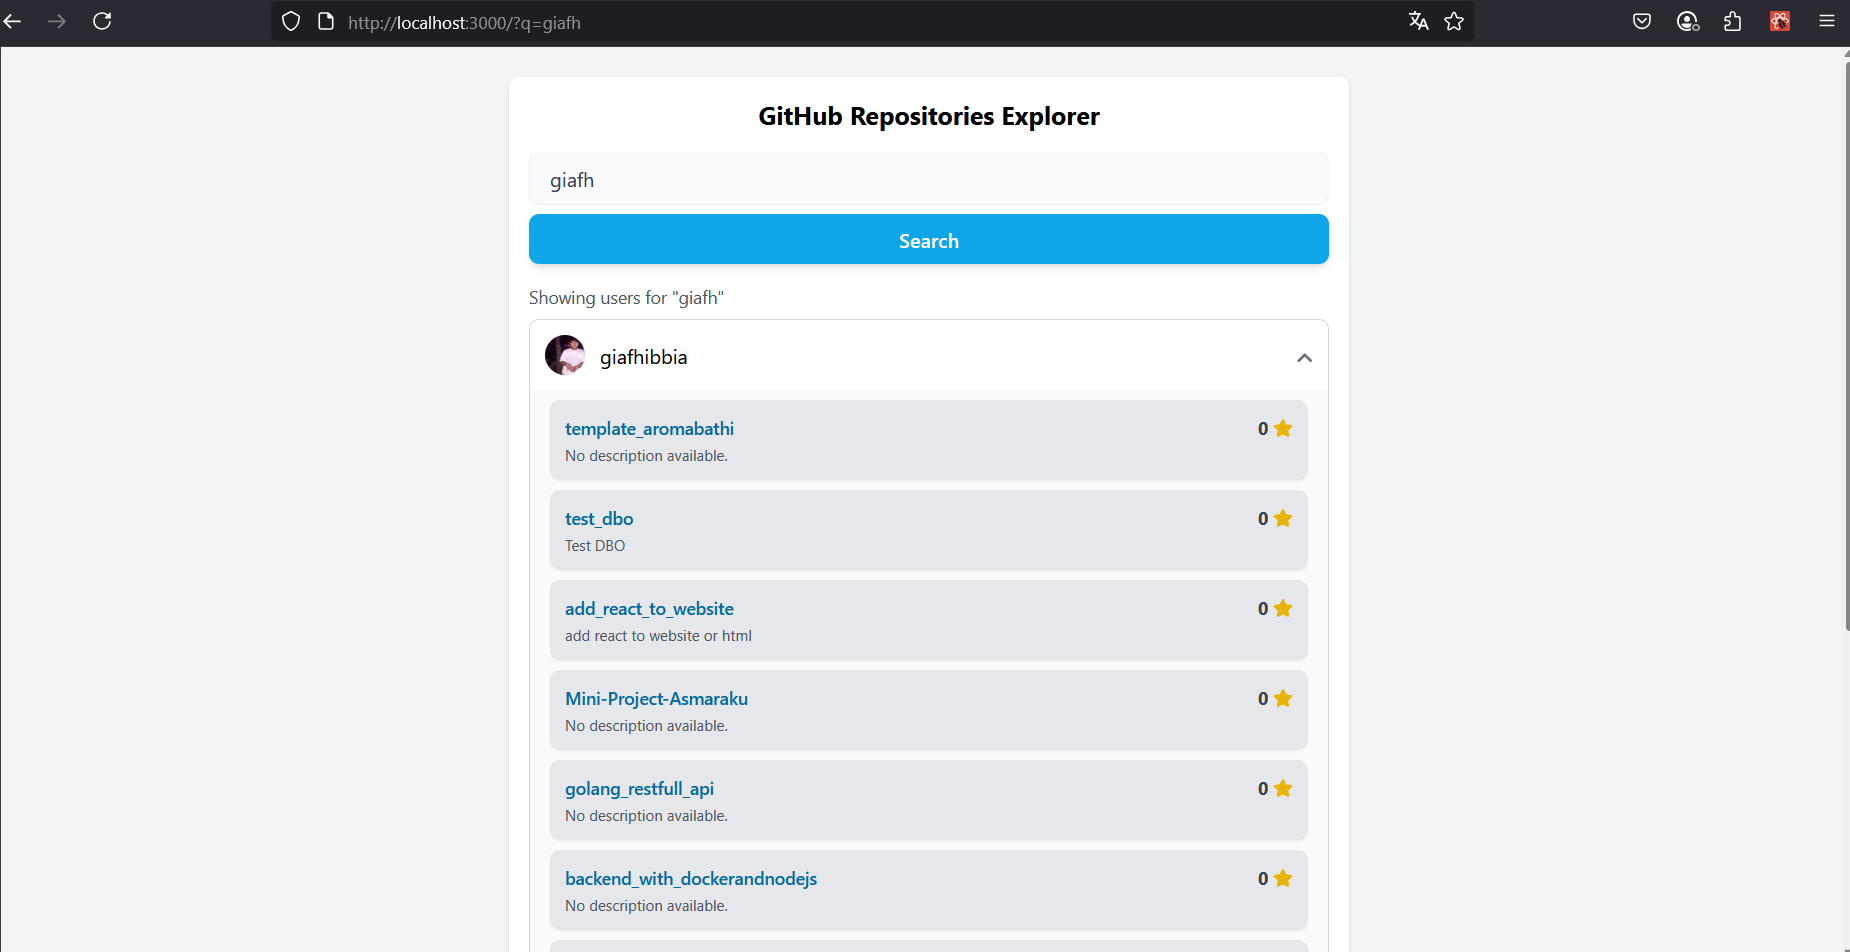 http://localhost:3000/?q=giafh
GitHub Repositories Explorer
giafh
Search
Showing users for "giafh"
giafhibbia
template_aromabathi
0
No description available.
test_dbo
0
Test DBO
add_react_to_website
0
add react to website or html
Mini-Project-Asmaraku
0
No description available.
golang_restfull_api
0
No description available.
backend_with_dockerandnodejs
0
No description available.